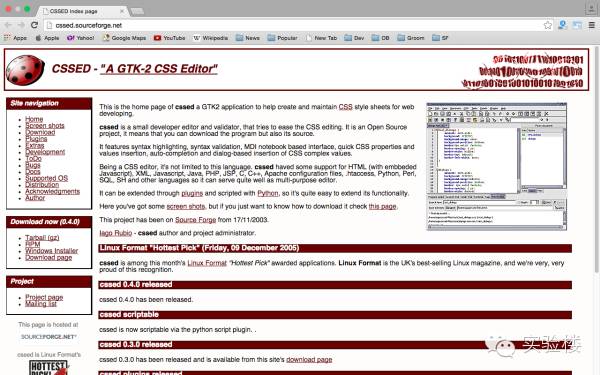 CSSED Index page
cssed.sourceforge.net
Apps
Apple
Yahoo!
Google Maps
YouTube
Wikipedia
News
Popular
New Tab
Dev
OB
Groom
SF
CSSED - "A GTK-2 CSS Editor"
Site navigation
Home
Screen shots
Download
Plugins
Extras
Development
ToDo
Bugs
Docs
Supported OS
Distribution
Acknowledgments
Author
Download now (0.4.0)
Tarball (gz)
RPM
Windows Installer
Download page
Project
Project page
Mailing list
This page is hosted at
SOURCEFORGE.NET
cssed is Linux Format's
HOTTEST
PICK!
This is the home page of cssed a GTK2 application to help create and maintain CSS style sheets for web
developing.
cssed is a small developer editor and validator, that tries to ease the CSS editing. It is an Open Source
project, it means that you can download the program but also its source.
It features syntax highlighting, syntax validation, MDI notebook based interface, quick CSS properties and
values insertion, auto-completion and dialog-based insertion of CSS complex values.
Being a CSS editor, it's not limited to this language. cssed haved some support for HTML (with embbeded
Javascript), XML, Javascript, Java, PHP, JSP, C, C++, Apache configuration files, .htaccess, Python, Perl,
SQL, SH and other languages so it can serve quite well as multi-purpose editor.
It can be extended through plugins and scripted with Python, so it's quite easy to extend its functionality.
Here you've got some screen shots, but if you just want to know how to download it check this page.
This project has been on Source Forge from 17/11/2003.
Iago Rubio - cssed author and project administrator.
Linux Format "Hottest Pick" (Friday, 09 December 2005)
cssed is among this month's Linux Format "Hottest Pick" awarded applications. Linux Format is the UK's best-selling Linux magazine, and we're very, very
proud of this recognition.
cssed 0.4.0 released
cssed 0.4.0 has been released.
cssed scriptable
cssed is now scriptable via the python script plugin. .
cssed 0.3.0 released
cssed 0.3.0 has been released and is available from this site's download page
cssed plugins released
实验楼